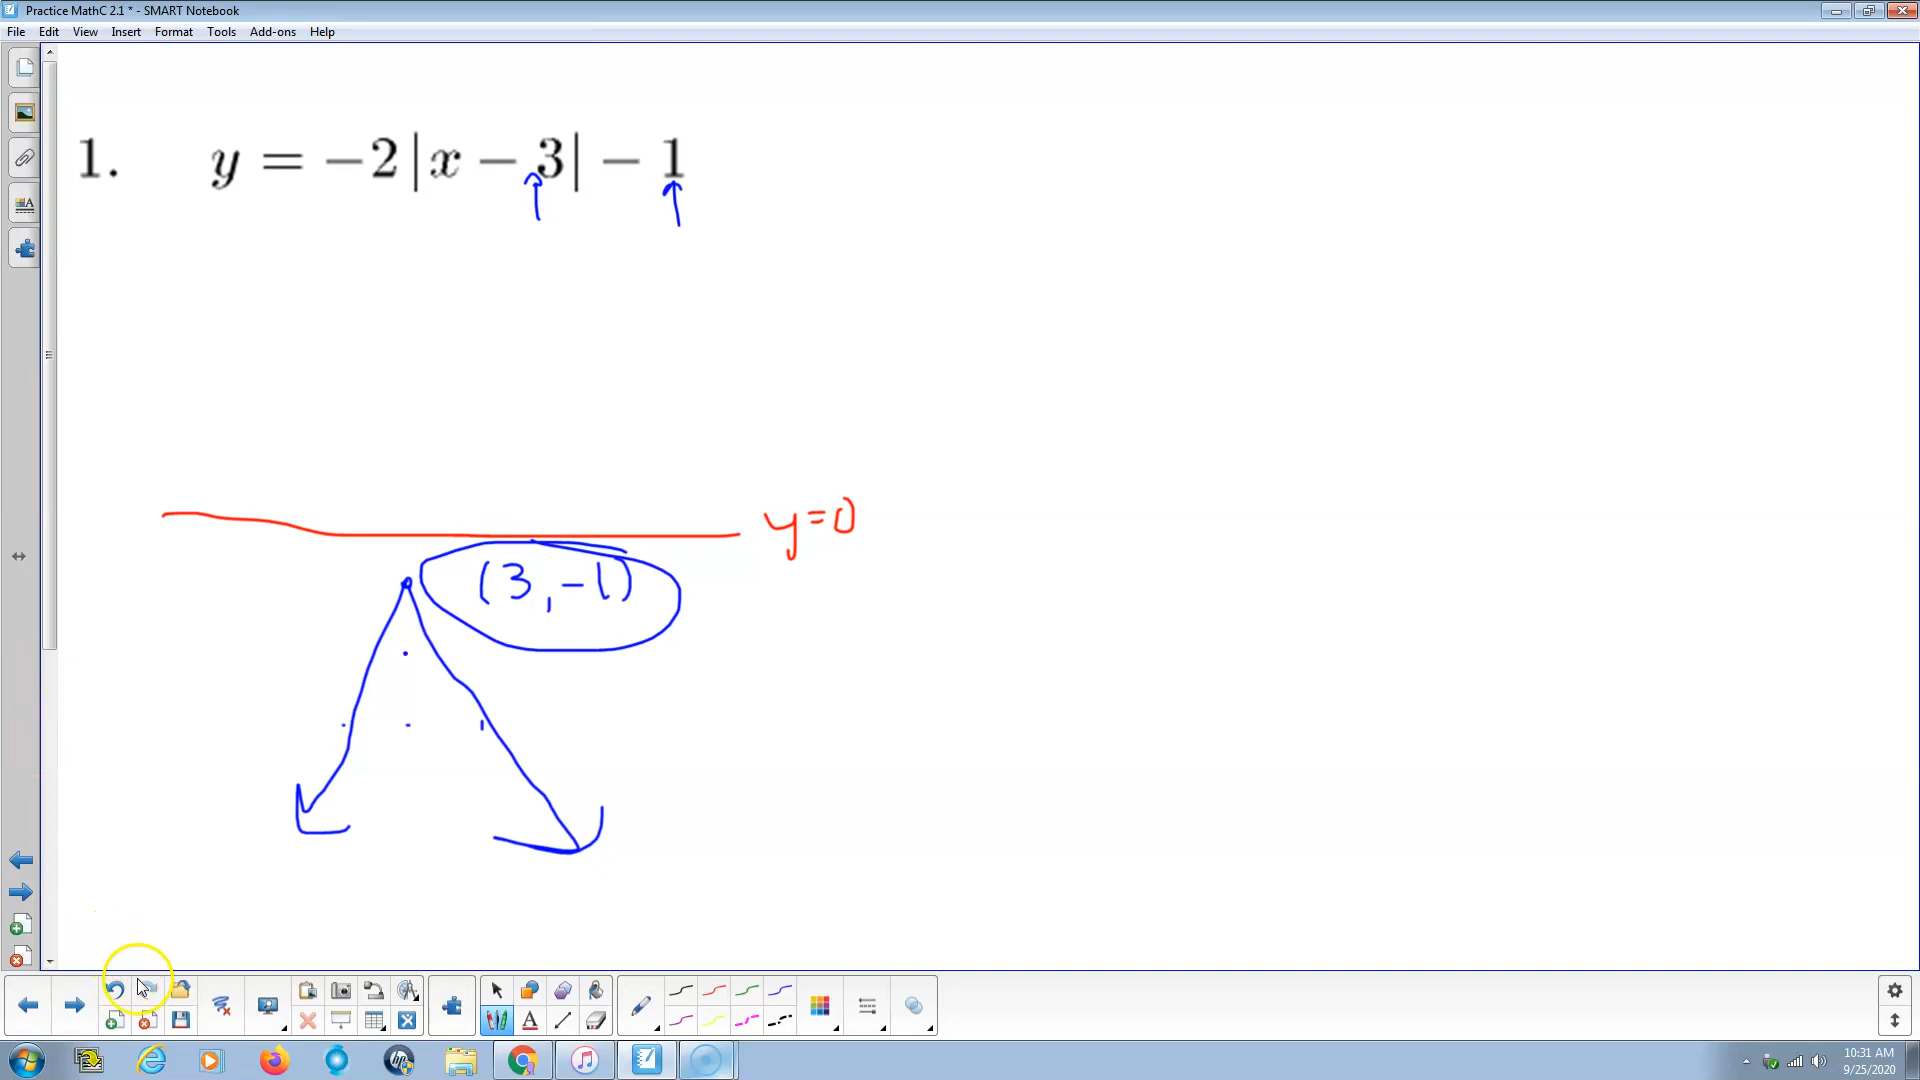 Practice MathC 2.1 * - SMART Notebook
File Edit View Insert Format Tools Add-ons Help
1. y = −2|x − 3| − 1
y=0
(3,-1)
10:31 AM
9/25/2020